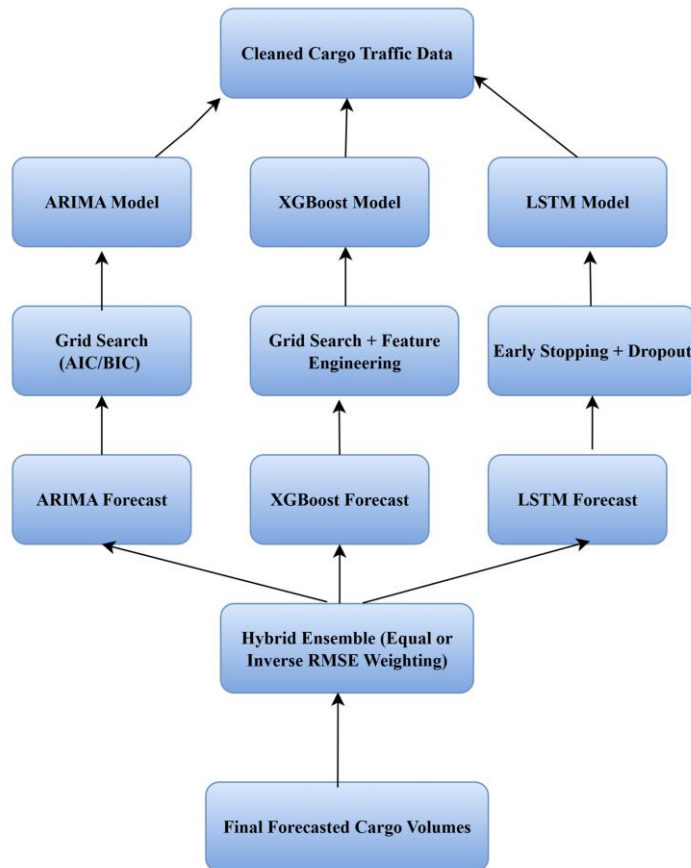 Cleaned Cargo Traffic Data
ARIMA Model
XGBoost Model
LSTM Model
Grid Search
(AIC/BIC)
Grid Search + Feature
Engineering
Early Stopping + Dropout
ARIMA Forecast
XGBoost Forecast
LSTM Forecast
Hybrid Ensemble (Equal or
Inverse RMSE Weighting)
Final Forecasted Cargo Volumes